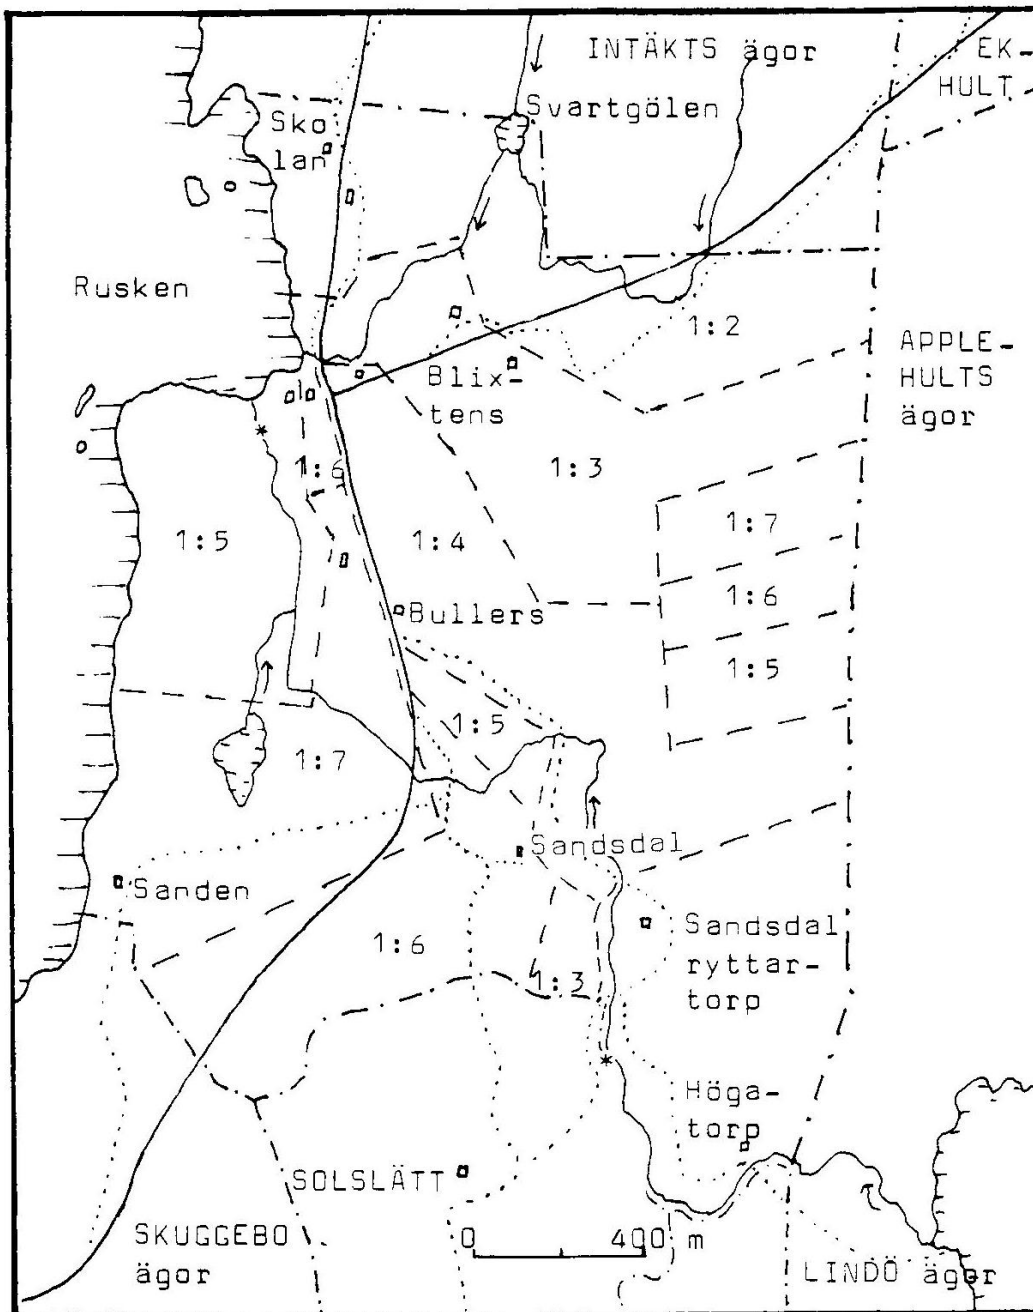 INTÄKTS ägor
EK-
HULT
Svartgölen
Sko
lan
Rusken
1:2
APPLE-
HULTS
ägor
Blix-
tens
1:6
1:3
1:5
1:4
1:7
1:6
Bullers
1:5
1:5
1:7
Sandsdal
Sanden
1:6
Sandsdal
ryttar-
torp
1:3
Höga-
torp
SOLSLÄTT
SKUGGEBO
ägor
0 400 m
LINDÖ ägor